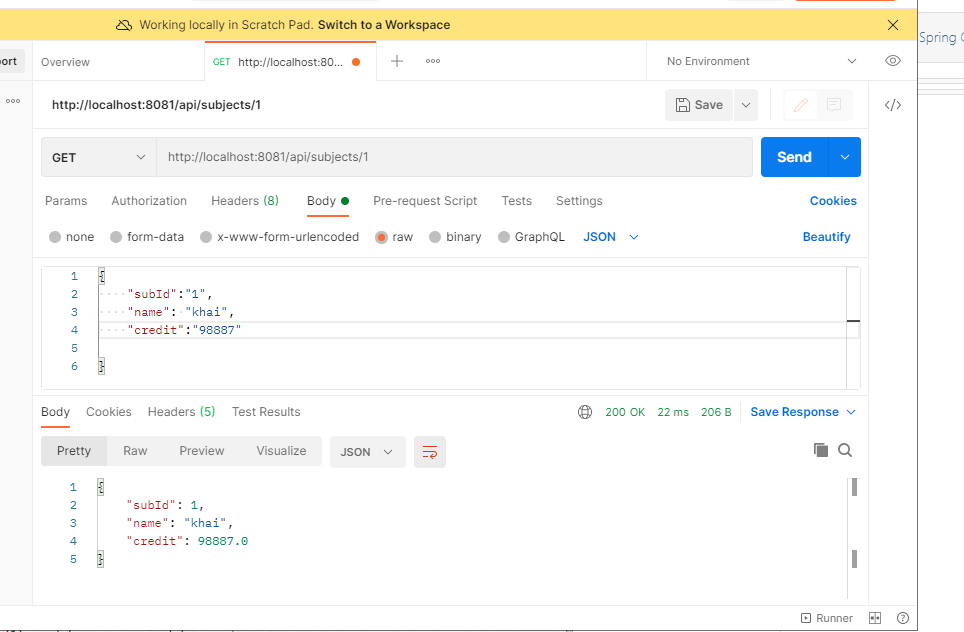 Working locally in Scratch Pad. Switch to a Workspace
Spring
ort
Overview
GET http://localhost:80...
No Environment
http://localhost:8081/api/subjects/1
Save
</>
GET
http://localhost:8081/api/subjects/1
Send
Params Authorization Headers (8) Body Pre-request Script Tests Settings Cookies
none form-data x-www-form-urlencoded raw binary GraphQL JSON Beautify
1 {
2 ····"subId":"1",
3 ····"name":·"khai",
4 ····"credit":"98887"
5
6 }
Body Cookies Headers (5) Test Results 200 OK 22 ms 206 B Save Response
Pretty Raw Preview Visualize JSON
1 {
2 "subId": 1,
3 "name": "khai",
4 "credit": 98887.0
5 }
Runner